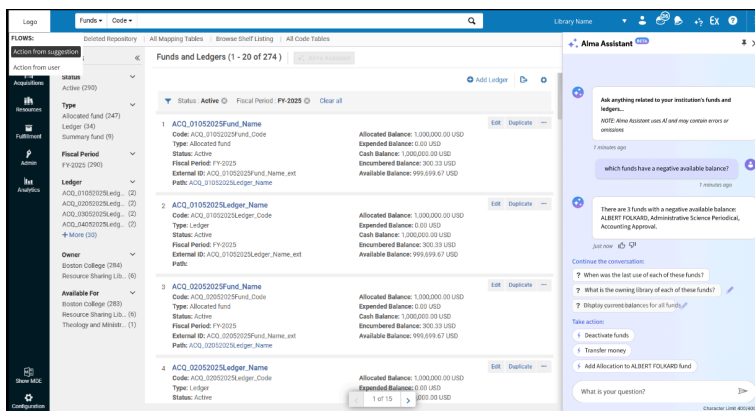 Logo
Funds
Code
Library Name
FLOWS:
Action from suggestion
Action from user
Deleted Repository
All Mapping Tables
Browse Shelf Listing
All Code Tables
Acquisitions
Resources
Fulfillment
Admin
Analytics
Show MDE
Configuration
Status
Active (290)
Type
Allocated fund (247)
Ledger (34)
Summary fund (9)
Fiscal Period
FY-2025 (290)
Ledger
ACQ_01052025Ledg... (2)
ACQ_02052025Ledg... (2)
ACQ_03052025Ledg... (2)
ACQ_04052025Ledg... (2)
+ More (30)
Owner
Boston College (284)
Resource Sharing Lib... (6)
Available For
Boston College (283)
Resource Sharing Lib... (6)
Theology and Ministr... (1)
Funds and Ledgers (1 - 20 of 274 )
Alma Assistant
Add Ledger
Status : Active
Fiscal Period : FY-2025
Clear all
1 ACQ_01052025Fund_Name
Edit Duplicate
Code: ACQ_01052025Fund_Code
Type: Allocated fund
Status: Active
Fiscal Period: FY-2025
External ID: ACQ_01052025Fund_Name_ext
Path: ACQ_01052025Ledger_Name
Allocated Balance: 1,000,000.00 USD
Expended Balance: 0.00 USD
Cash Balance: 1,000,000.00 USD
Encumbered Balance: 300.33 USD
Available Balance: 999,699.67 USD
2 ACQ_01052025Ledger_Name
Edit Duplicate
Code: ACQ_01052025Ledger_Code
Type: Ledger
Status: Active
Fiscal Period: FY-2025
External ID: ACQ_01052025Ledger_Name_ext
Path:
Allocated Balance: 1,000,000.00 USD
Expended Balance: 0.00 USD
Cash Balance: 1,000,000.00 USD
Encumbered Balance: 300.33 USD
Available Balance: 999,699.67 USD
3 ACQ_02052025Fund_Name
Edit Duplicate
Code: ACQ_02052025Fund_Code
Type: Allocated fund
Status: Active
Fiscal Period: FY-2025
External ID: ACQ_02052025Fund_Name_ext
Path: ACQ_02052025Ledger_Name
Allocated Balance: 1,000,000.00 USD
Expended Balance: 0.00 USD
Cash Balance: 1,000,000.00 USD
Encumbered Balance: 300.33 USD
Available Balance: 999,699.67 USD
4 ACQ_02052025Ledger_Name
Edit Duplicate
Code: ACQ_02052025Ledger_Code
Type: Ledger
Status: Active
Allocated Balance: 1,000,000.00 USD
Expended Balance: 0.00 USD
,000.00 USD
1 of 15
Alma Assistant BETA
Ask anything related to your institution's funds and
ledgers...
NOTE: Alma Assistant uses AI and may contain errors or
omissions
1 minutes ago
which funds have a negative available balance?
1 minutes ago
There are 3 funds with a negative available balance:
ALBERT FOLKARD, Administrative Science Periodical,
Accounting Approval.
just now
Continue the conversation:
? When was the last use of each of these funds?
? What is the owning library of each of these funds?
? Display current balances for all funds
Take action:
Deactivate funds
Transfer money
Add Allocation to ALBERT FOLKARD fund
What is your question?
Character Limit 400/400